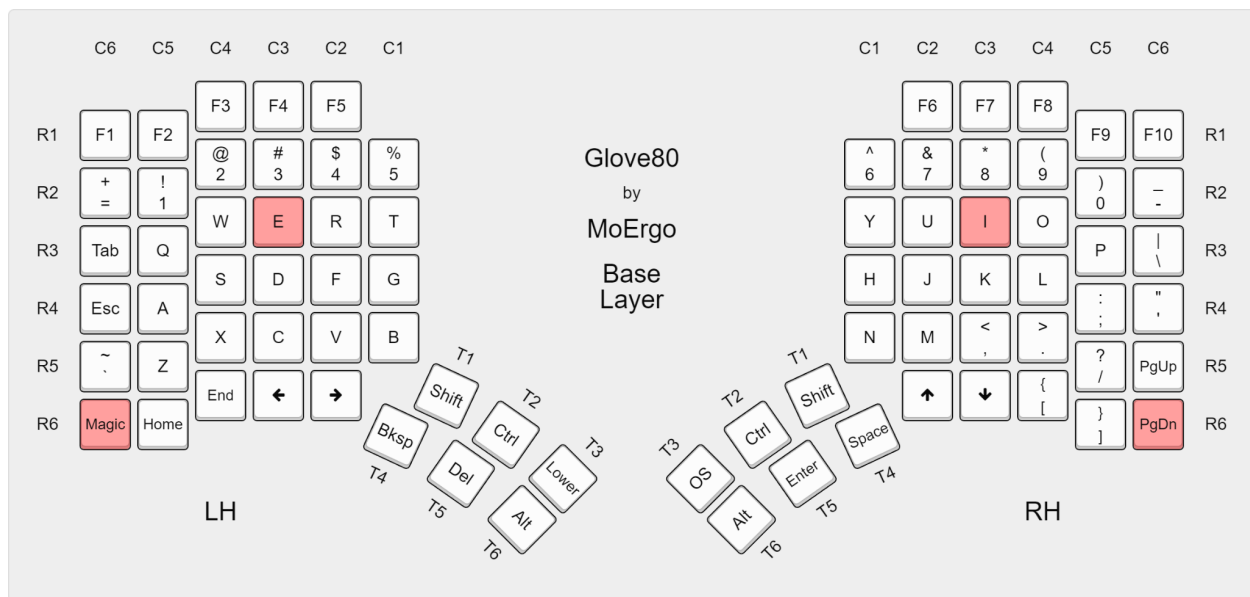 C6 C5 C4 C3 C2 C1 C1 C2 C3 C4 C5 C6
F3 F4 F5 F6 F7 F8
R1 F1 F2 F9 F10 R1
@ # $ % ^ & * (
2 3 4 5 6 7 8 9
R2 + ! ) _ R2
= 1 0 -
W E R T Y U I O
R3 Tab Q P | R3
\
S D F G H J K L
R4 Esc A : " R4
; '
X C V B N M < >
, .
R5 ~ Z ? PgUp R5
` /
End ← → ↑ ↓ {
[
R6 Magic Home } PgDn R6
]
Glove80
by
MoErgo
Base
Layer
T1 T1
Shift Shift
T2 T2
Bksp Ctrl Ctrl Space
T4 T3 T3 T4
Del Lower OS Enter
T5 T5
Alt Alt
T6 T6
LH RH